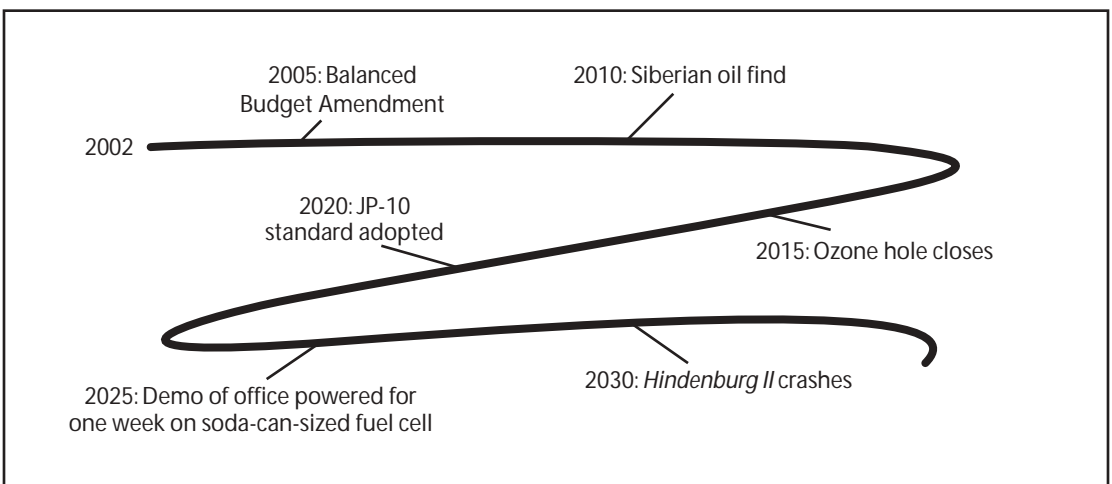 2005: Balanced
Budget Amendment
2010: Siberian oil find
2002
2020: JP-10
standard adopted
2015: Ozone hole closes
2025: Demo of office powered for
one week on soda-can-sized fuel cell
2030: Hindenburg II crashes